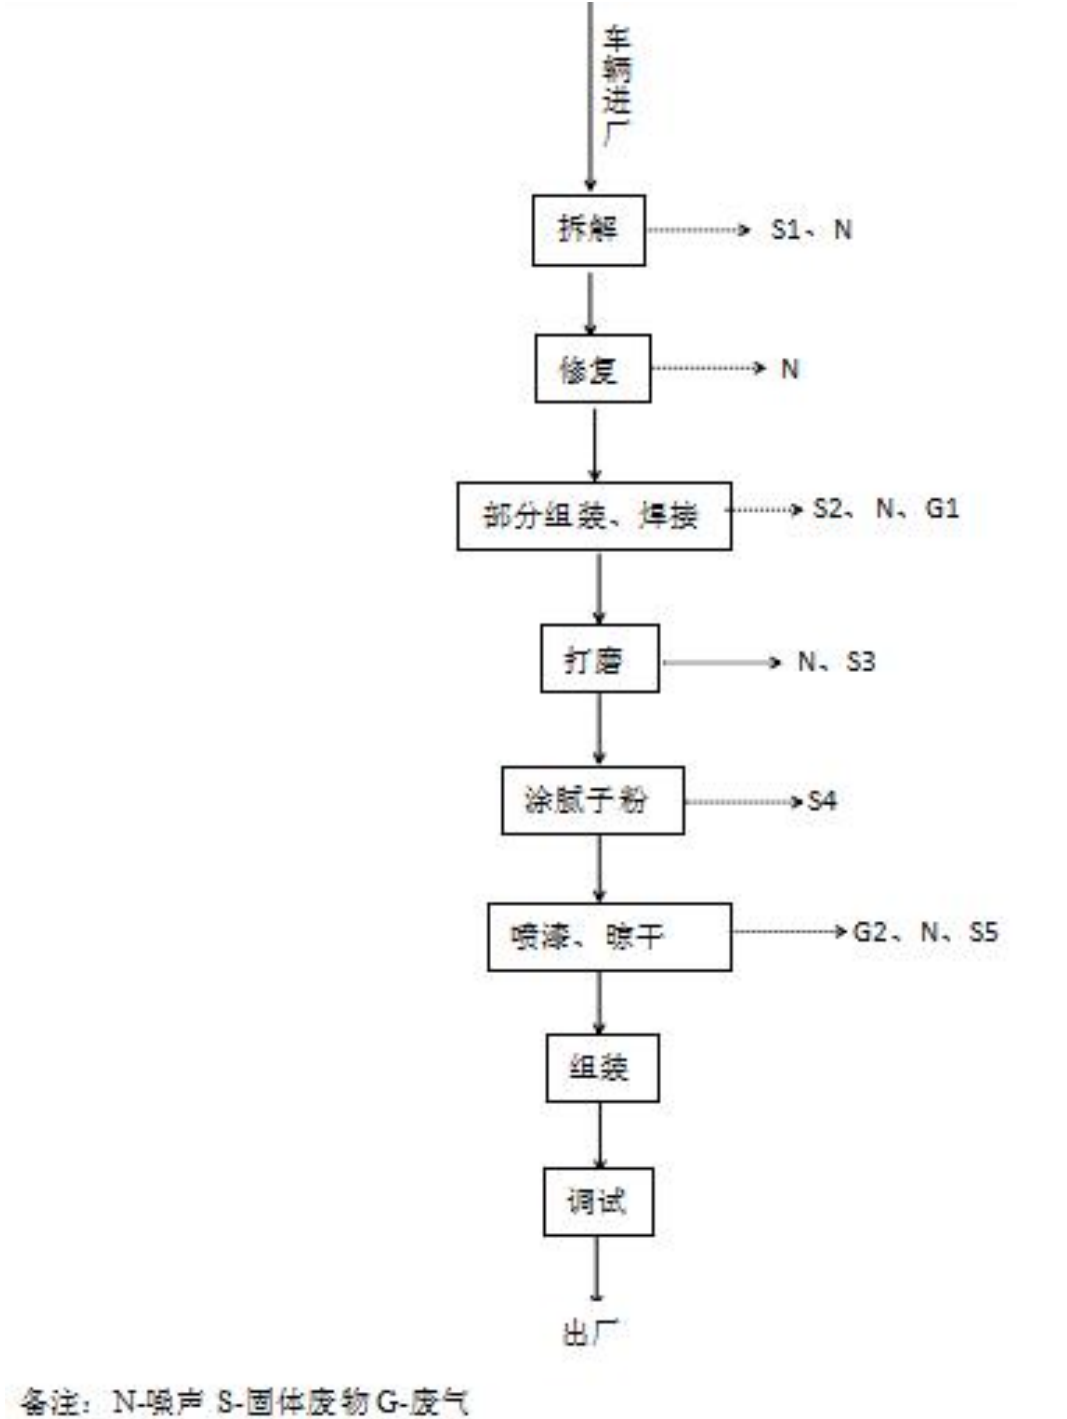 车辆进厂
拆解
S1、N
修复
N
部分组装、焊接
S2、N、G1
打磨
N、S3
涂腻子粉
S4
喷漆、晾干
G2、N、S5
组装
调试
出厂
备注：N-噪声 S-固体废物 G-废气